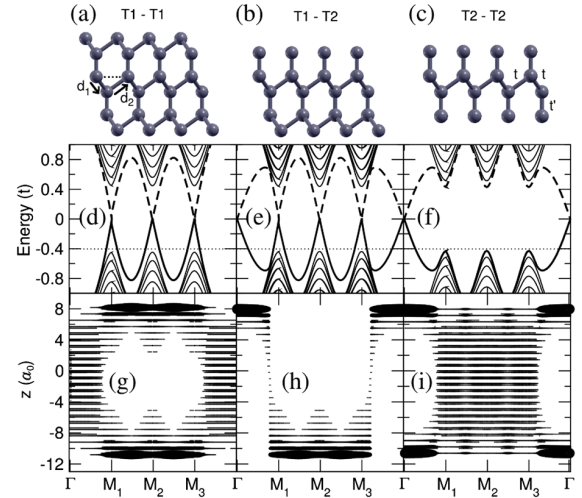 (a) T1 - T1 (b) T1 - T2 (c) T2 - T2
d1 d2 t t t'
Energy (t)
0.8
0.4
0
-0.4
-0.8
(d) (e) (f)
z (a0)
8
4
0
-4
-8
-12
(g) (h) (i)
Γ M1 M2 M3 Γ M1 M2 M3 Γ M1 M2 M3 Γ